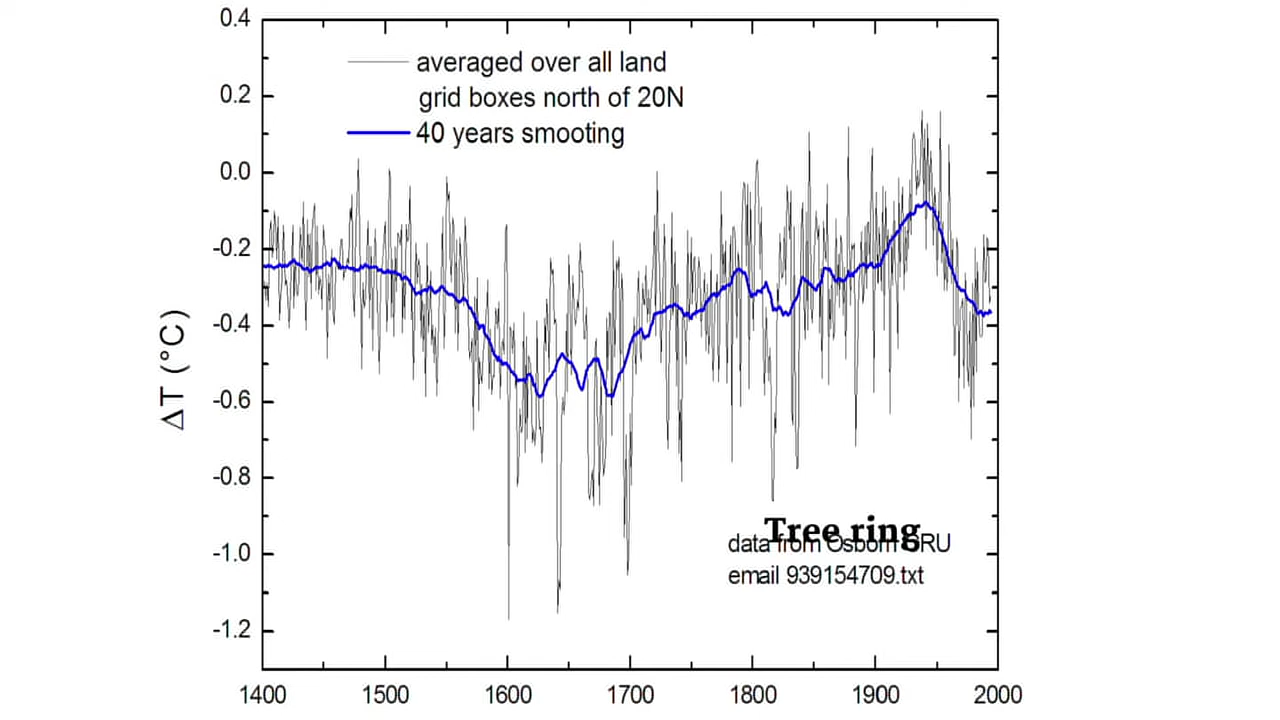 0.4
0.2
0.0
-0.2
-0.4
-0.6
-0.8
-1.0
-1.2
ΔT (°C)
averaged over all land
grid boxes north of 20N
40 years smooting
Tree ring
data from Osborn CRU
email 939154709.txt
1400 1500 1600 1700 1800 1900 2000